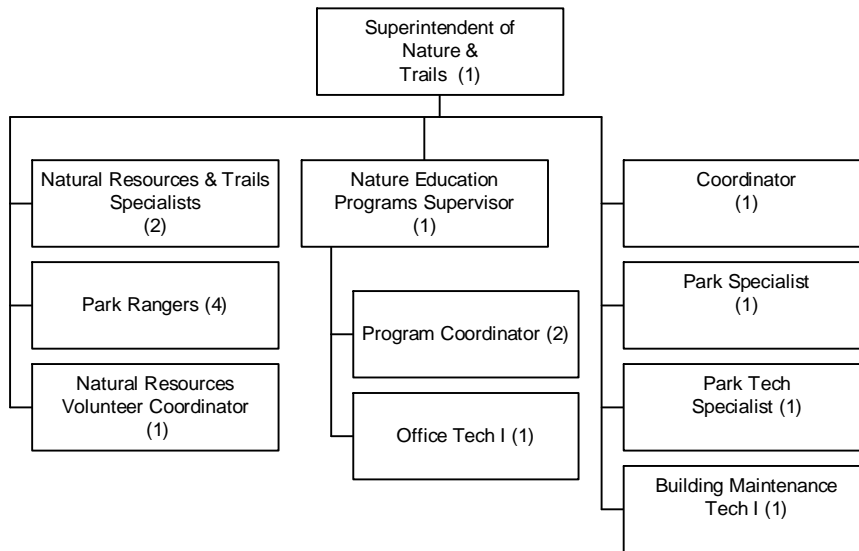 Superintendent of
Nature &
Trails (1)
Natural Resources & Trails
Specialists
(2)
Park Rangers (4)
Natural Resources
Volunteer Coordinator
(1)
Nature Education
Programs Supervisor
(1)
Program Coordinator (2)
Office Tech I (1)
Coordinator
(1)
Park Specialist
(1)
Park Tech
Specialist (1)
Building Maintenance
Tech I (1)